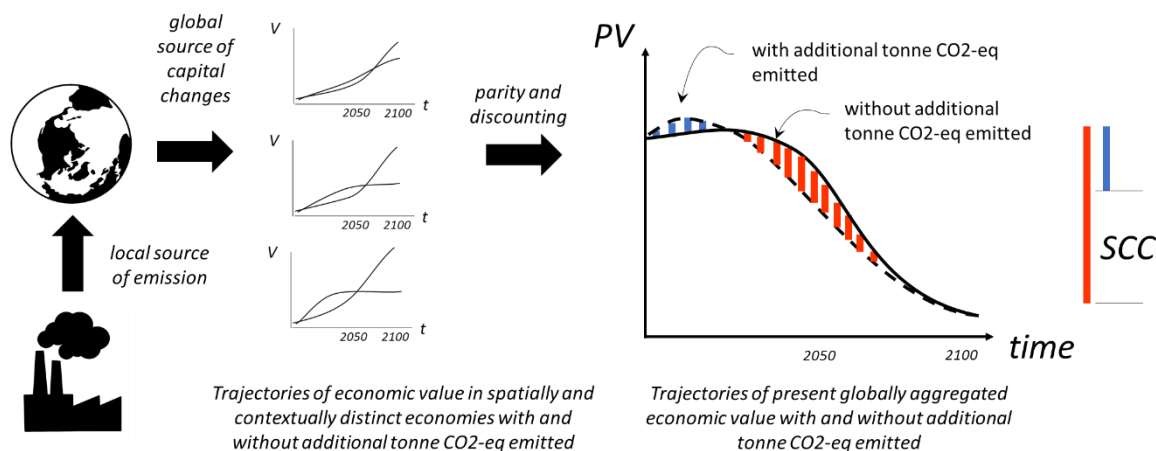 global
source of
capital
changes
local source
of emission
V
2050 2100
t
V
2050 2100
t
V
2050 2100
t
Trajectories of economic value in spatially and
contextually distinct economies with and
without additional tonne CO2-eq emitted
parity and
discounting
PV
with additional tonne CO2-eq
emitted
without additional
tonne CO2-eq emitted
2050
2100
time
SCC
Trajectories of present globally aggregated
economic value with and without additional
tonne CO2-eq emitted